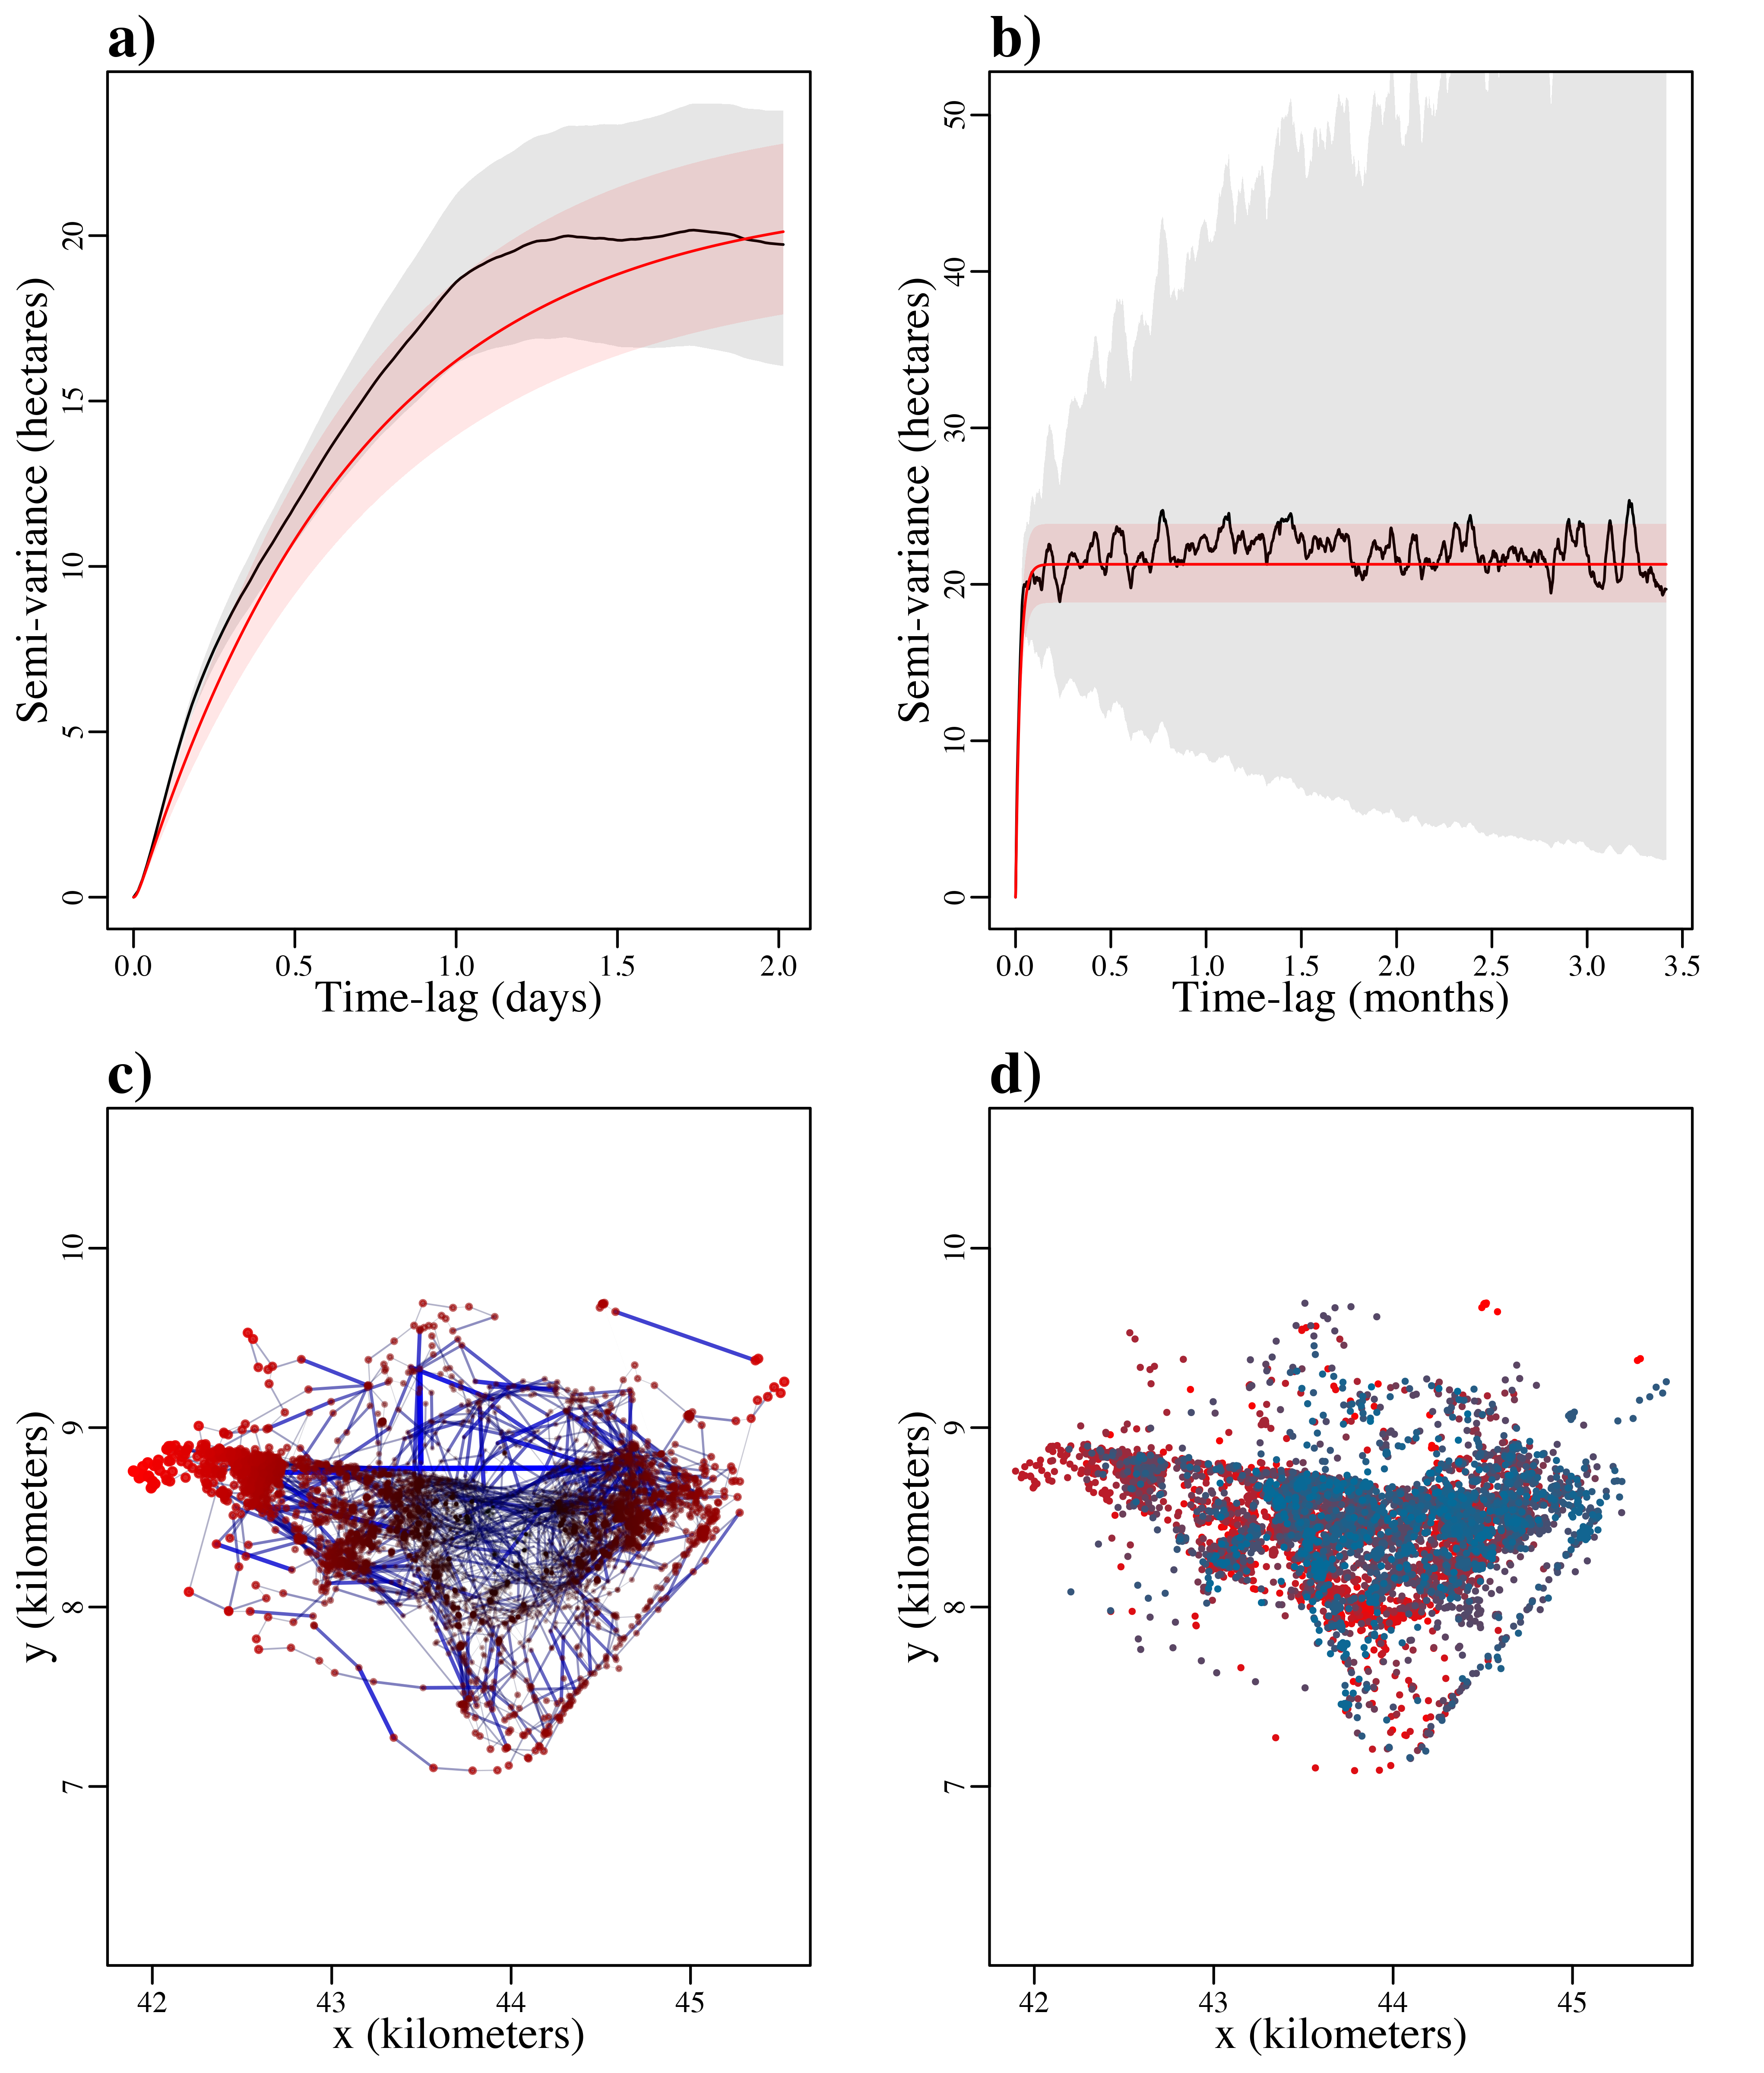 a)
Semi-variance (hectares)
20
15
10
5
0
0.0 0.5 1.0 1.5 2.0
Time-lag (days)
b)
Semi-variance (hectares)
50
40
30
20
10
0
0.0 0.5 1.0 1.5 2.0 2.5 3.0 3.5
Time-lag (months)
c)
y (kilometers)
10
9
8
7
42 43 44 45
x (kilometers)
d)
y (kilometers)
10
9
8
7
42 43 44 45
x (kilometers)